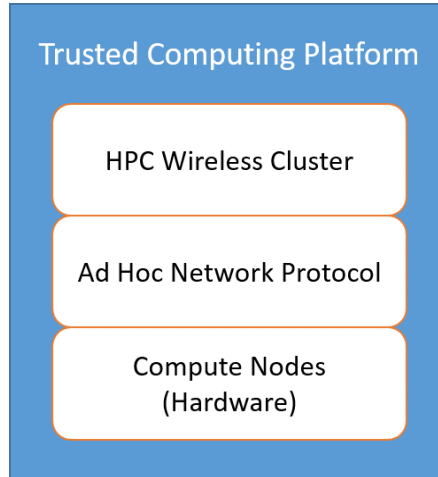 Trusted Computing Platform
HPC Wireless Cluster
Ad Hoc Network Protocol
Compute Nodes
(Hardware)